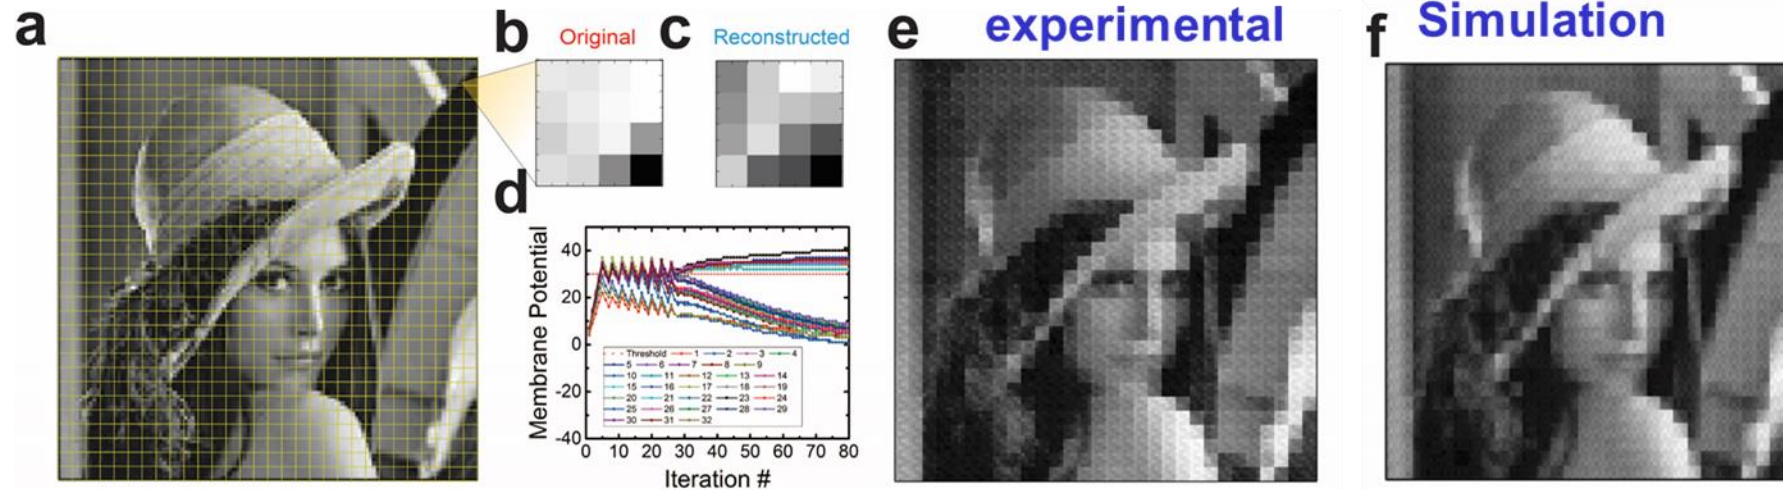 a
b
Original
c
Reconstructed
d
40
20
0
-20
-40
Membrane Potential
Threshold 1 2 3 4
5 6 7 8 9
10 11 12 13 14
15 16 17 18 19
20 21 22 23 24
25 26 27 28 29
30 31 32
0 10 20 30 40 50 60 70 80
Iteration #
e
experimental
f
Simulation